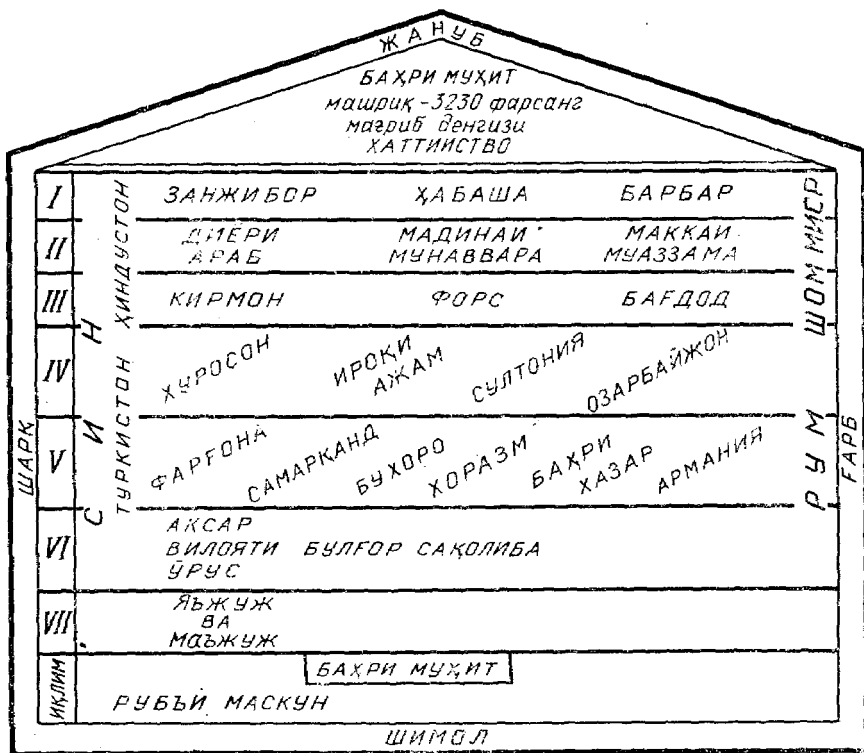 ЖАНУБ
БАҲРИ МУҲИТ
машриқ-3230 фарсанг
мағриб денгизи
ХАТТИЙСТВО
I
ЗАНЖИБОР ҲАБАША БАРБАР
II
ДИЁРИ АРАБ
МАДИНАИ МУНАВВАРА
МАККАИ МУАЗЗАМА
III
КИРМОН ФОРС БАҒДОД
IV
ХУРОСОН
ИРОҚИ АЖАМ
СУЛТОНИЯ
ОЗАРБАЙЖОН
V
ФАРҒОНА
САМАРҚАНД
БУХОРО
ХОРАЗМ
БАҲРИ ХАЗАР
АРМАНИЯ
VI
АКСАР
ВИЛОЯТИ БУЛҒОР САҚОЛИБА
ЎРУС
VII
ЯЪЖУЖ
ВА
МАЪЖУЖ
ИҚЛИМ
БАҲРИ МУҲИТ
РУБЪИ МАСКУН
ШИМОЛ
ШАРҚ
СИН
ТУРКИСТОН ҲИНДУСТОН
РУМ ШОМ МИСР
ҒАРБ